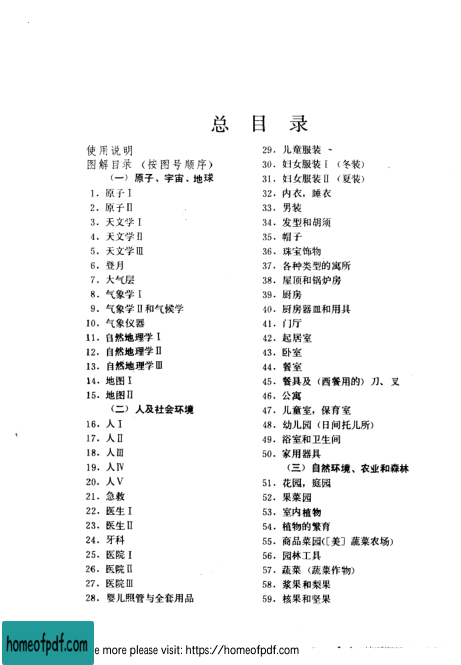 总目录
使用说明
图解目录（按图号顺序）
（一）原子、宇宙、地球
1. 原子Ⅰ
2. 原子Ⅱ
3. 天文学Ⅰ
4. 天文学Ⅱ
5. 天文学Ⅲ
6. 登月
7. 大气层
8. 气象学Ⅰ
9. 气象学Ⅱ和气候学
10. 气象仪器
11. 自然地理学Ⅰ
12. 自然地理学Ⅱ
13. 自然地理学Ⅲ
14. 地图Ⅰ
15. 地图Ⅱ
（二）人及社会环境
16. 人Ⅰ
17. 人Ⅱ
18. 人Ⅲ
19. 人Ⅳ
20. 人Ⅴ
21. 急救
22. 医生Ⅰ
23. 医生Ⅱ
24. 牙科
25. 医院Ⅰ
26. 医院Ⅱ
27. 医院Ⅲ
28. 婴儿照管与全套用品
29. 儿童服装
30. 妇女服装Ⅰ（冬装）
31. 妇女服装Ⅱ（夏装）
32. 内衣，睡衣
33. 男装
34. 发型和胡须
35. 帽子
36. 珠宝饰物
37. 各种类型的寓所
38. 屋顶和锅炉房
39. 厨房
40. 厨房器皿和用具
41. 门厅
42. 起居室
43. 卧室
44. 餐室
45. 餐具及（西餐用的）刀、叉
46. 公寓
47. 儿童室，保育室
48. 幼儿园（日间托儿所）
49. 浴室和卫生间
50. 家用器具
（三）自然环境、农业和森林
51. 花园，庭园
52. 果菜园
53. 室内植物
54. 植物的繁育
55. 商品菜园（[美] 蔬菜农场）
56. 园林工具
57. 蔬菜（蔬菜作物）
58. 浆果和梨果
59. 核果和坚果
homeofpdf.com
e more please visit: https://homeofpdf.com